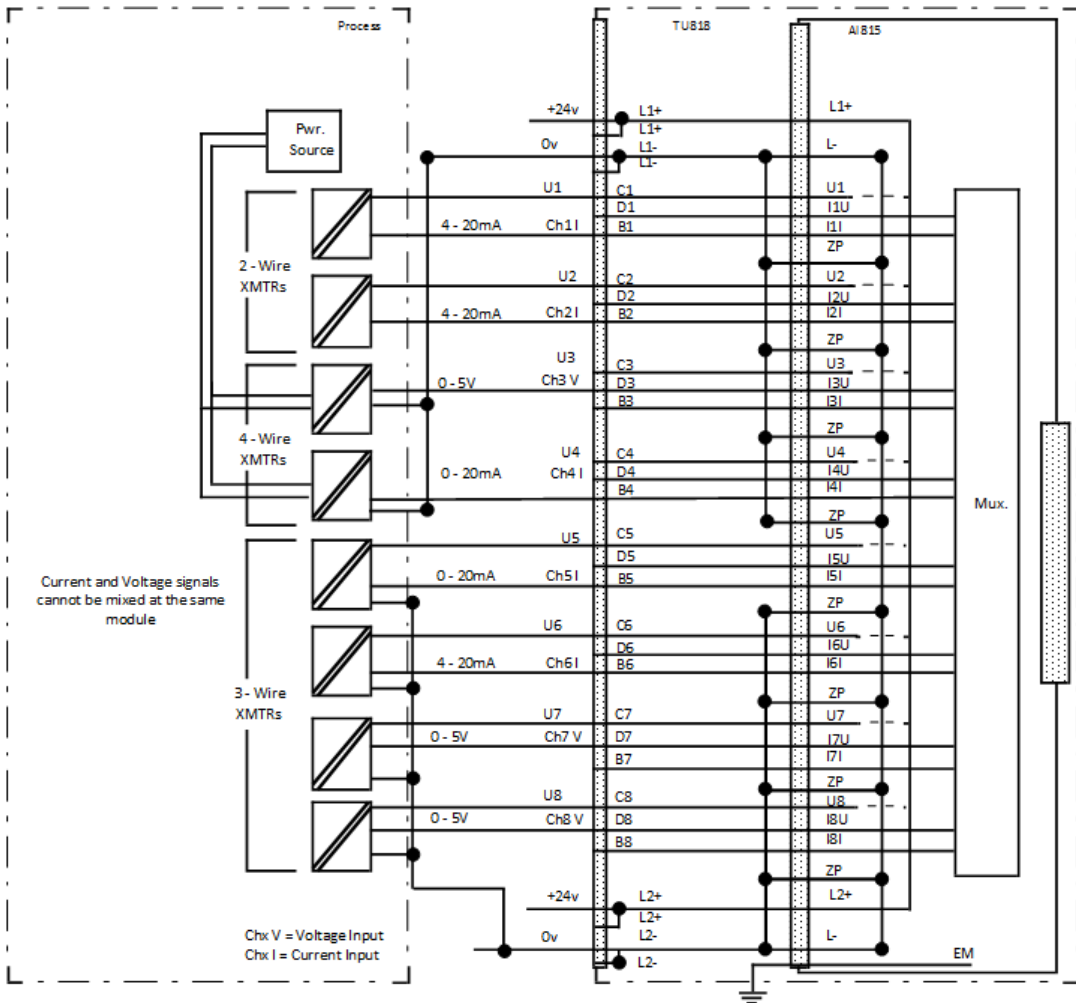 Process
TU818
AI815
+24v
L1+
L1+
L1+
Pwr.
Source
0v
L1-
L1-
L-
U1
C1
U1
D1
I1U
4 - 20mA
Ch1 I
B1
I1I
ZP
2 - Wire
XMTRs
U2
C2
U2
D2
I2U
4 - 20mA
Ch2 I
B2
I2I
ZP
U3
C3
U3
0 - 5V
Ch3 V
D3
I3U
B3
I3I
ZP
4 - Wire
XMTRs
U4
C4
U4
0 - 20mA
Ch4 I
D4
I4U
B4
I4I
Mux.
ZP
U5
C5
U5
D5
I5U
0 - 20mA
Ch5 I
B5
I5I
Current and Voltage signals
cannot be mixed at the same
module
ZP
U6
C6
U6
D6
I6U
4 - 20mA
Ch6 I
B6
I6I
3 - Wire
XMTRs
ZP
U7
C7
U7
0 - 5V
Ch7 V
D7
I7U
B7
I7I
ZP
U8
C8
U8
0 - 5V
Ch8 V
D8
I8U
B8
I8I
ZP
+24v
L2+
L2+
L2+
Chx V = Voltage Input
Chx I = Current Input
0v
L2-
L-
L2-
EM